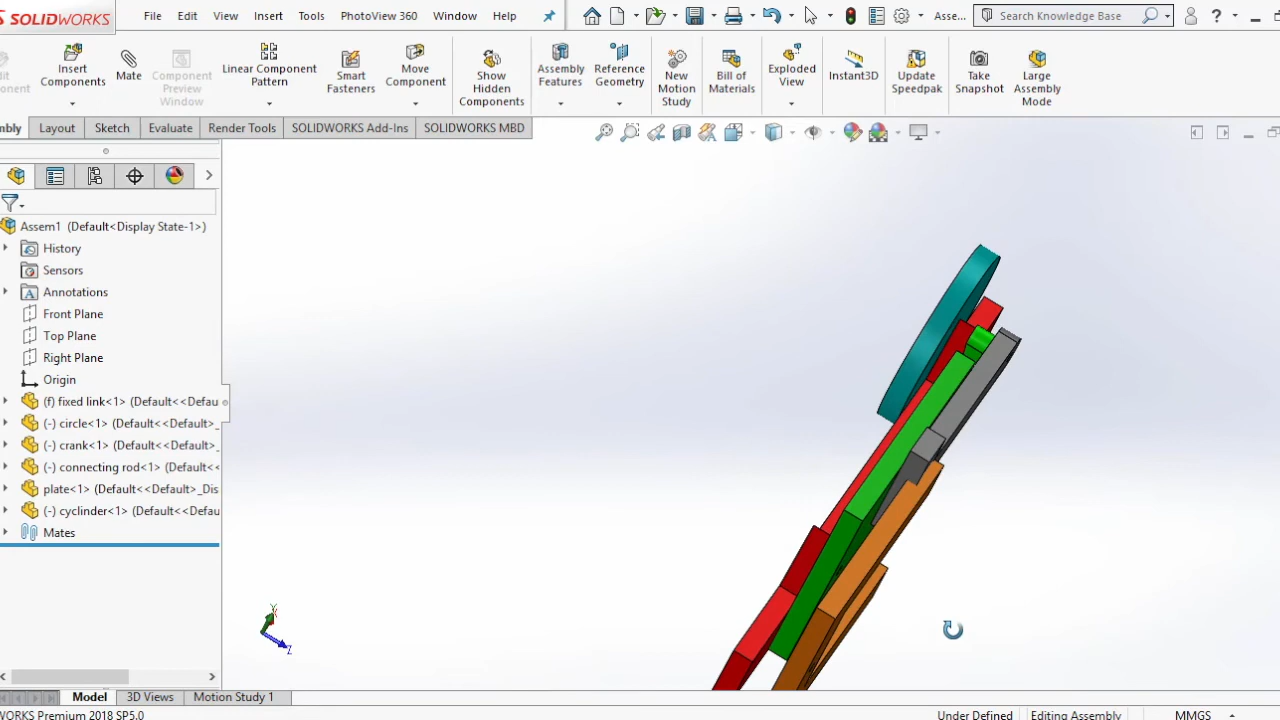 SOLIDWORKS
File Edit View Insert Tools PhotoView 360 Window Help
Asse...
Search Knowledge Base
?
Insert Components
Mate
Component Preview Window
Linear Component Pattern
Smart Fasteners
Move Component
Show Hidden Components
Assembly Features
Reference Geometry
New Motion Study
Bill of Materials
Exploded View
Instant3D
Update Speedpak
Take Snapshot
Large Assembly Mode
dit
onent
mbly Layout Sketch Evaluate Render Tools SOLIDWORKS Add-Ins SOLIDWORKS MBD
Assem1 (Default<Display State-1>)
History
Sensors
Annotations
Front Plane
Top Plane
Right Plane
Origin
(f) fixed link<1> (Default<<Defau
(-) circle<1> (Default<<Default>_
(-) crank<1> (Default<<Default>_
(-) connecting rod<1> (Default<<
plate<1> (Default<<Default>_Dis
(-) cyclinder<1> (Default<<Defau
Mates
Y
Z
Model 3D Views Motion Study 1
WORKS Premium 2018 SP5.0
Under Defined Editing Assembly MMGS